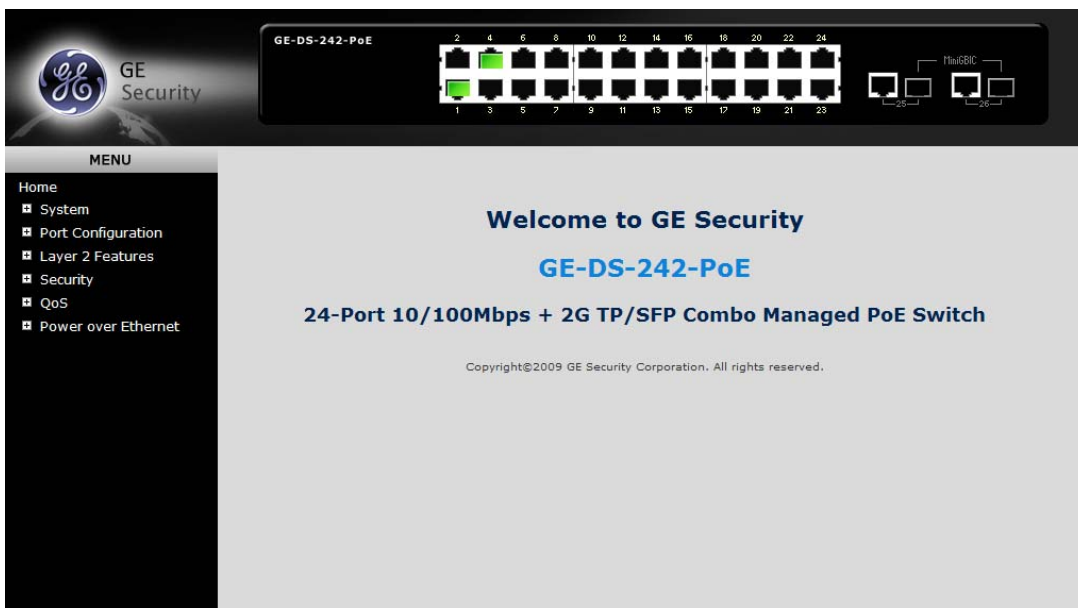 GE
Security
GE-DS-242-PoE
2 4 6 8 10 12 14 16 18 20 22 24
1 3 5 7 9 11 13 15 17 19 21 23
MiniGBIC
25 26
MENU
Home
System
Port Configuration
Layer 2 Features
Security
QoS
Power over Ethernet
Welcome to GE Security
GE-DS-242-PoE
24-Port 10/100Mbps + 2G TP/SFP Combo Managed PoE Switch
Copyright©2009 GE Security Corporation. All rights reserved.